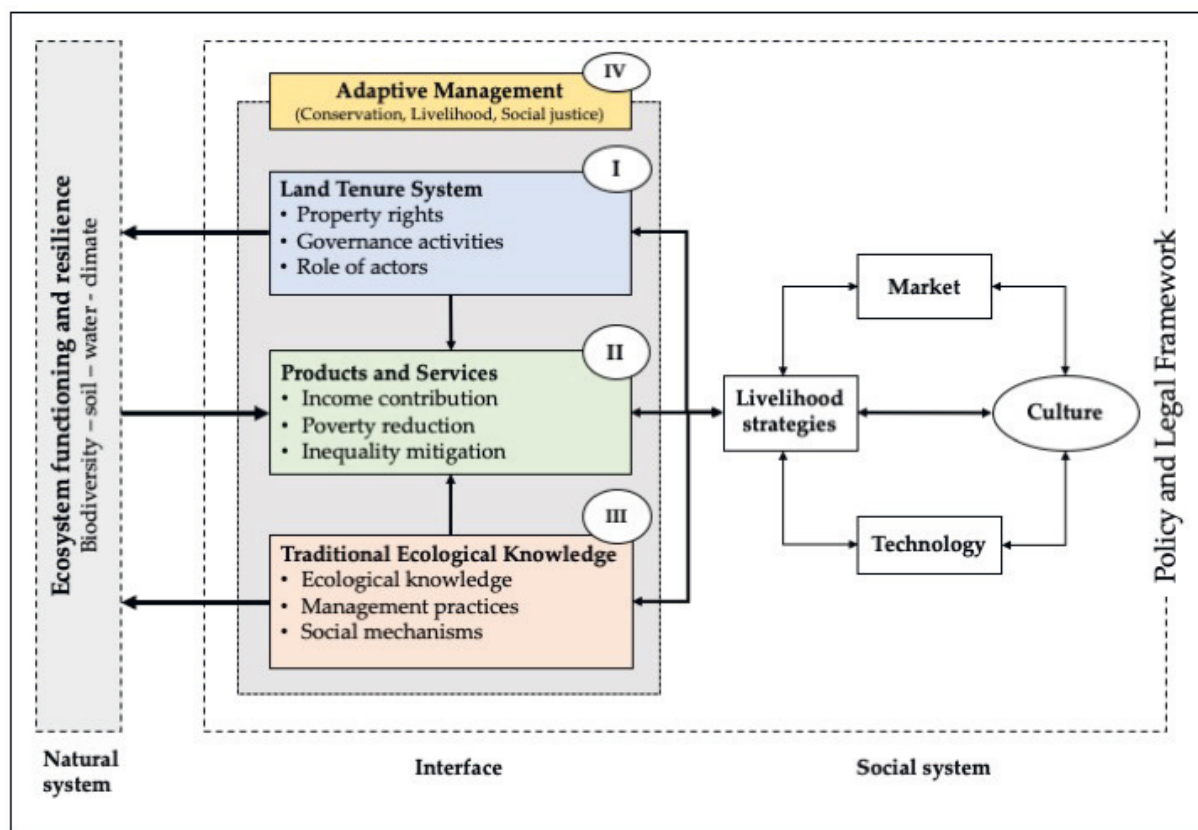 Ecosystem functioning and resilience
Biodiversity – soil – water - climate
IV
Adaptive Management
(Conservation, Livelihood, Social justice)
I
Land Tenure System
• Property rights
• Governance activities
• Role of actors
II
Products and Services
• Income contribution
• Poverty reduction
• Inequality mitigation
III
Traditional Ecological Knowledge
• Ecological knowledge
• Management practices
• Social mechanisms
Market
Livelihood
strategies
Culture
Technology
Policy and Legal Framework
Natural
system
Interface
Social system